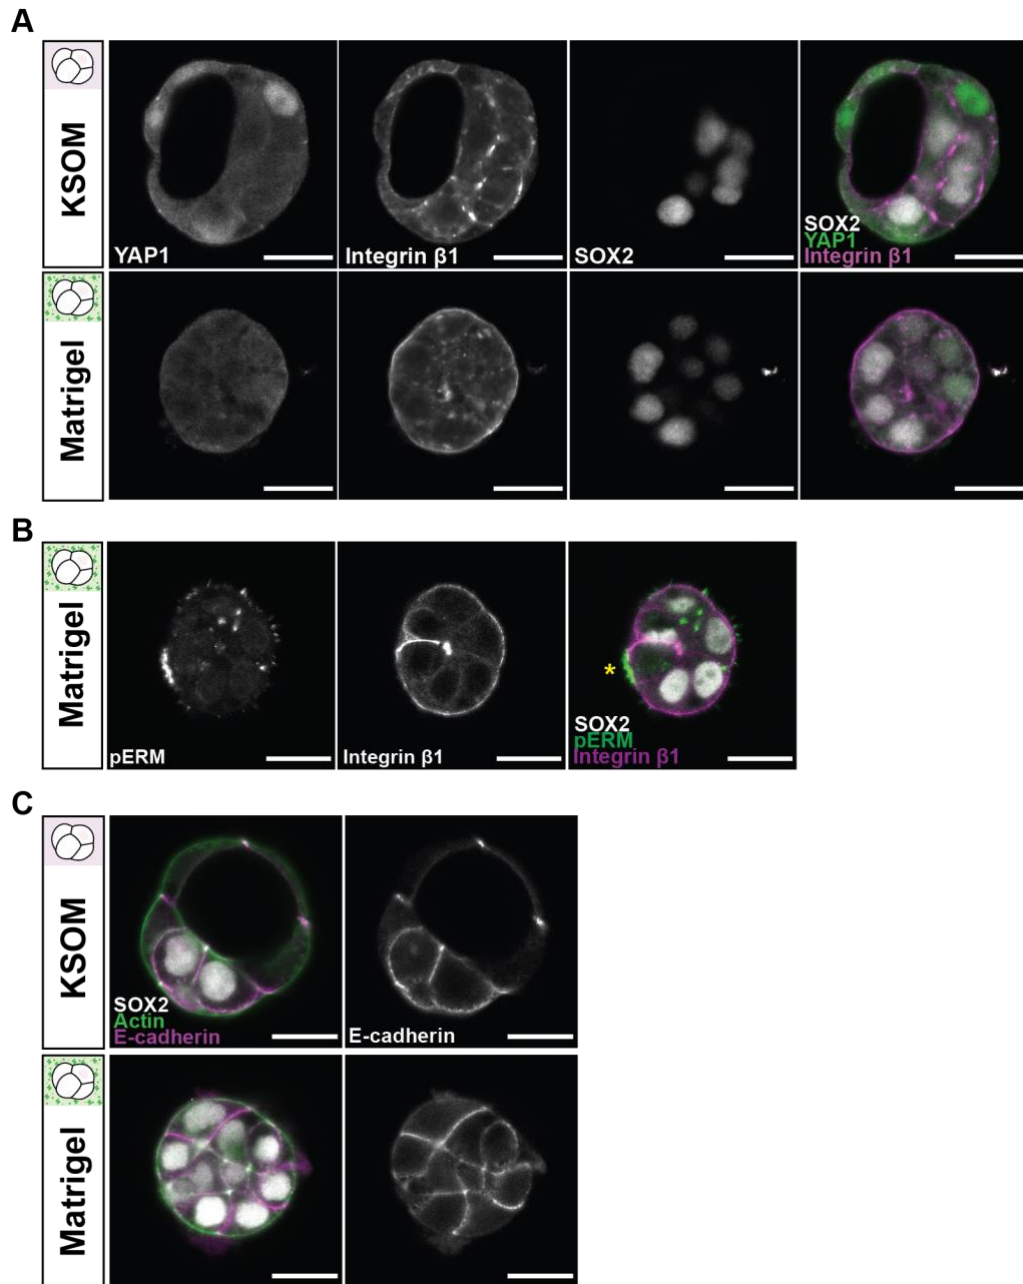 A
KSOM
YAP1
Integrin β1
SOX2
SOX2
YAP1
Integrin β1
Matrigel
B
Matrigel
pERM
Integrin β1
*
SOX2
pERM
Integrin β1
C
KSOM
SOX2
Actin
E-cadherin
E-cadherin
Matrigel